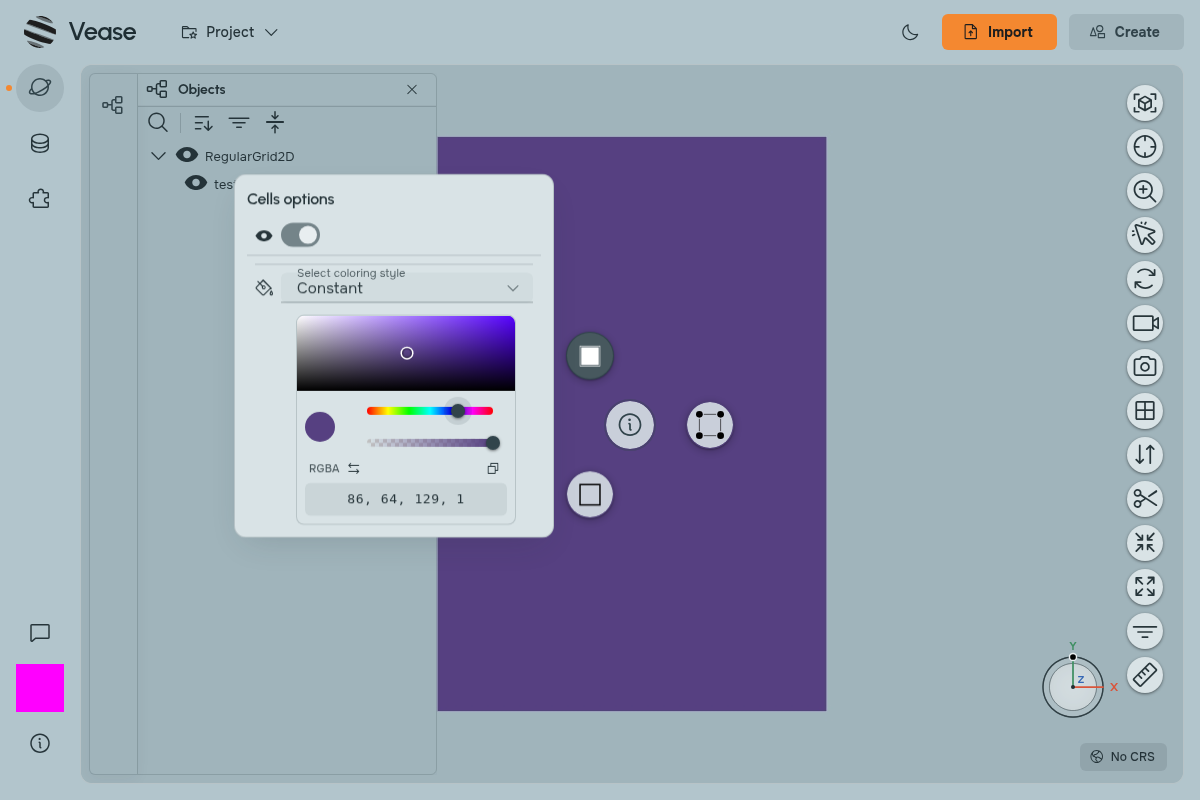 Vease
Project
Import
Create
Objects
RegularGrid2D
Cells options
Select coloring style
Constant
RGBA
86, 64, 129, 1
Y
Z
X
No CRS